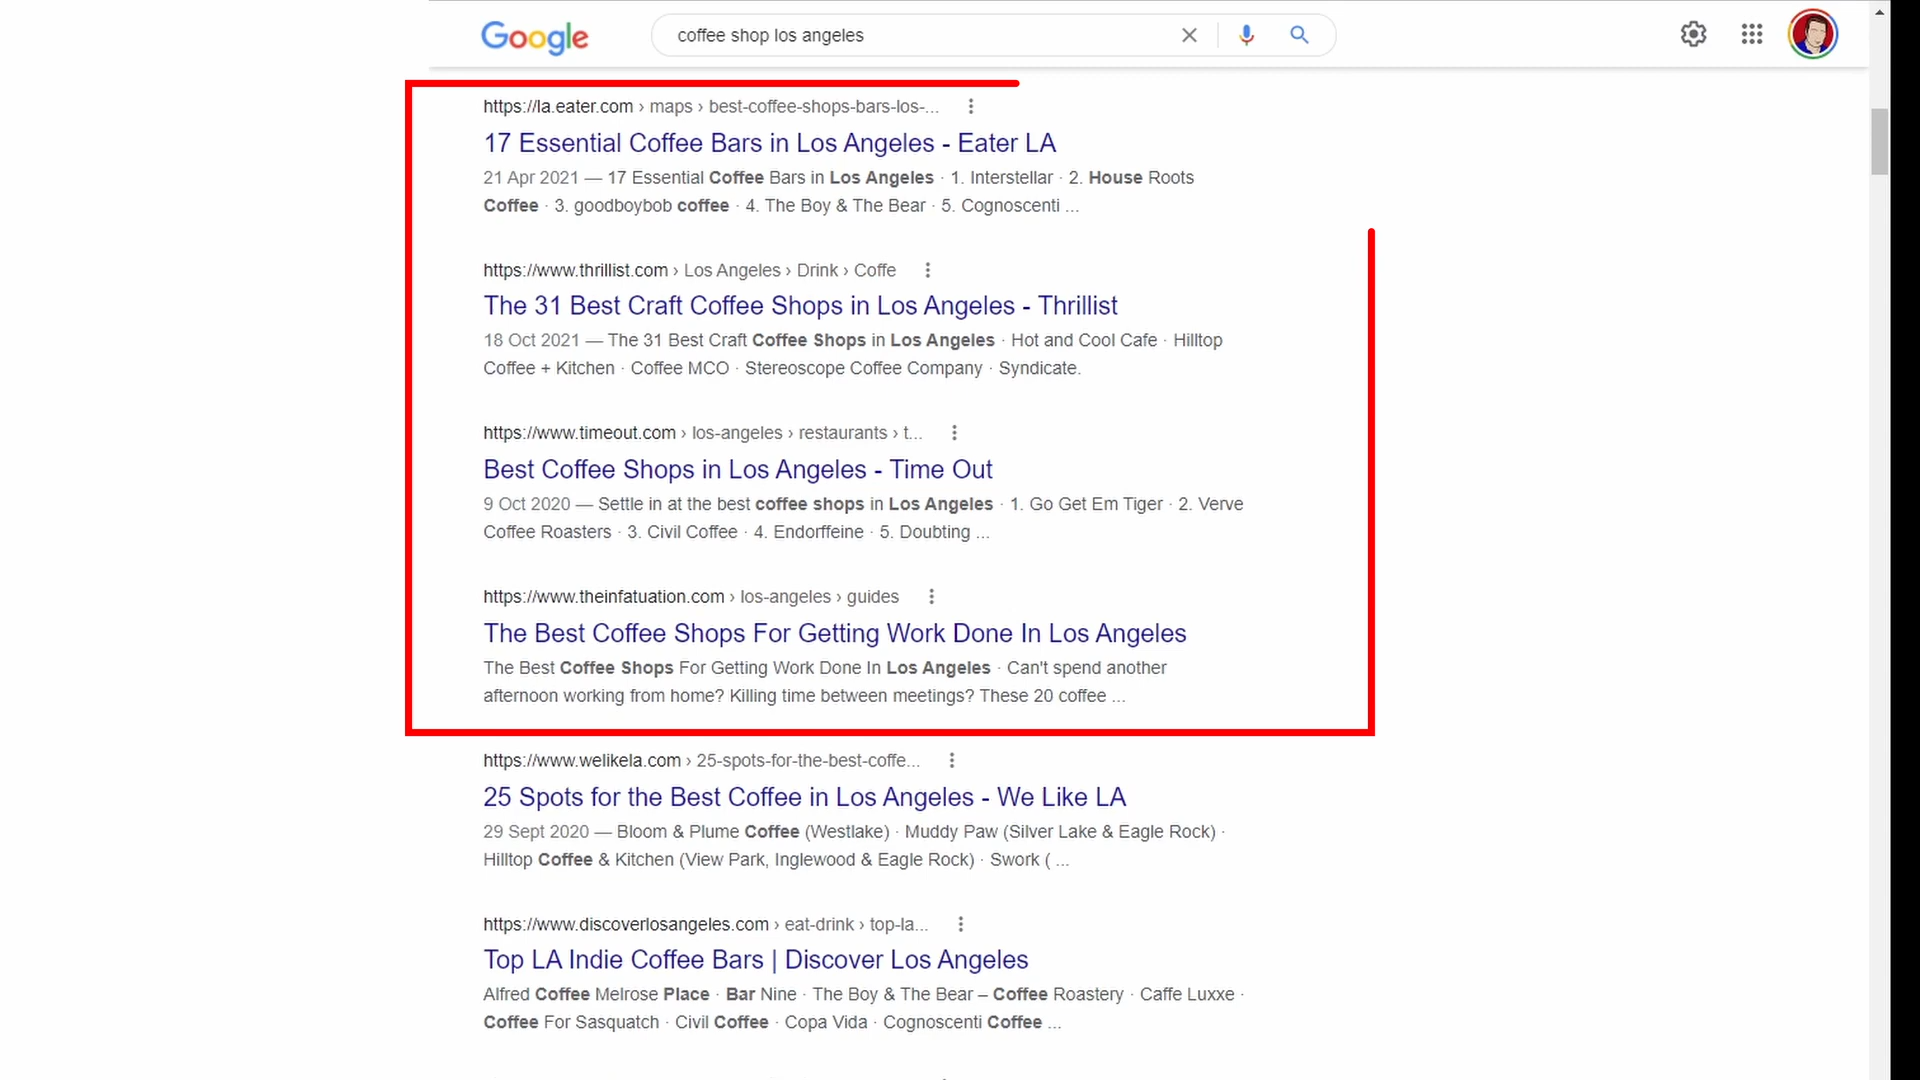 Google
coffee shop los angeles
https://la.eater.com › maps › best-coffee-shops-bars-los-...
17 Essential Coffee Bars in Los Angeles - Eater LA
21 Apr 2021 — 17 Essential Coffee Bars in Los Angeles · 1. Interstellar · 2. House Roots
Coffee · 3. goodboybob coffee · 4. The Boy & The Bear · 5. Cognoscenti ...
https://www.thrillist.com › Los Angeles › Drink › Coffe
The 31 Best Craft Coffee Shops in Los Angeles - Thrillist
18 Oct 2021 — The 31 Best Craft Coffee Shops in Los Angeles · Hot and Cool Cafe · Hilltop
Coffee + Kitchen · Coffee MCO · Stereoscope Coffee Company · Syndicate.
https://www.timeout.com › los-angeles › restaurants › t...
Best Coffee Shops in Los Angeles - Time Out
9 Oct 2020 — Settle in at the best coffee shops in Los Angeles · 1. Go Get Em Tiger · 2. Verve
Coffee Roasters · 3. Civil Coffee · 4. Endorffeine · 5. Doubting ...
https://www.theinfatuation.com › los-angeles › guides
The Best Coffee Shops For Getting Work Done In Los Angeles
The Best Coffee Shops For Getting Work Done In Los Angeles · Can't spend another
afternoon working from home? Killing time between meetings? These 20 coffee ...
https://www.welikela.com › 25-spots-for-the-best-coffe...
25 Spots for the Best Coffee in Los Angeles - We Like LA
29 Sept 2020 — Bloom & Plume Coffee (Westlake) · Muddy Paw (Silver Lake & Eagle Rock) ·
Hilltop Coffee & Kitchen (View Park, Inglewood & Eagle Rock) · Swork ( ...
https://www.discoverlosangeles.com › eat-drink › top-la...
Top LA Indie Coffee Bars | Discover Los Angeles
Alfred Coffee Melrose Place · Bar Nine · The Boy & The Bear – Coffee Roastery · Caffe Luxxe ·
Coffee For Sasquatch · Civil Coffee · Copa Vida · Cognoscenti Coffee ...